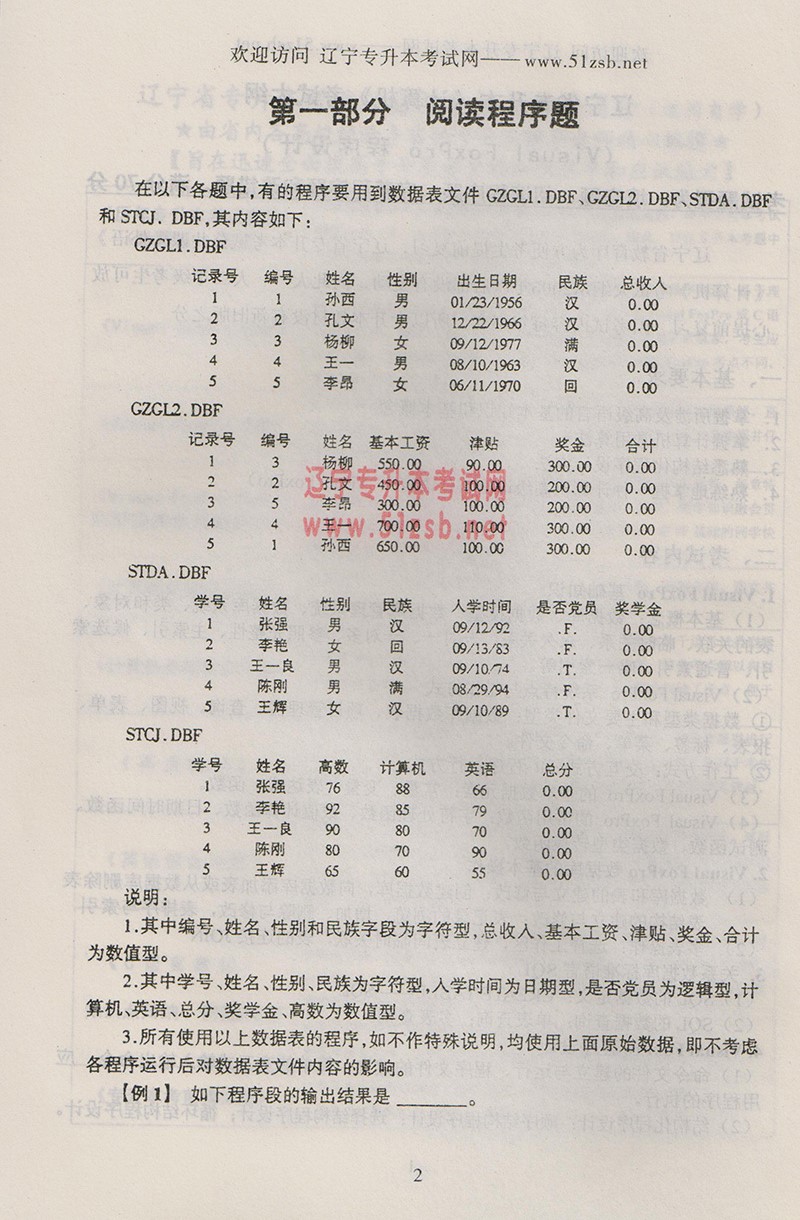 欢迎访问 辽宁专升本考试网——www.51zsb.net
第一部分 阅读程序题
在以下各题中,有的程序要用到数据表文件 GZGL1.DBF、GZGL2.DBF、STDA.DBF
和 STCJ.DBF,其内容如下:
GZGL1.DBF
记录号 编号 姓名 性别 出生日期 民族 总收入
1 1 孙西 男 01/23/1956 汉 0.00
2 2 孔文 男 12/22/1966 汉 0.00
3 3 杨柳 女 09/12/1977 满 0.00
4 4 王一 男 08/10/1963 汉 0.00
5 5 李昂 女 06/11/1970 回 0.00
GZGL2.DBF
记录号 编号 姓名 基本工资 津贴 奖金 合计
1 3 杨柳 550.00 90.00 300.00 0.00
2 2 孔文 450.00 100.00 200.00 0.00
3 5 李昂 300.00 100.00 200.00 0.00
4 4 王一 700.00 110.00 300.00 0.00
5 1 孙西 650.00 100.00 300.00 0.00
辽宁专升本考试网
www.51zsb.net
STDA.DBF
学号 姓名 性别 民族 入学时间 是否党员 奖学金
1 张强 男 汉 09/12/92 .F. 0.00
2 李艳 女 回 09/13/83 .F. 0.00
3 王一良 男 汉 09/10/74 .T. 0.00
4 陈刚 男 满 08/29/94 .F. 0.00
5 王辉 女 汉 09/10/89 .T. 0.00
STCJ.DBF
学号 姓名 高数 计算机 英语 总分
1 张强 76 88 66 0.00
2 李艳 92 85 79 0.00
3 王一良 90 80 70 0.00
4 陈刚 80 70 90 0.00
5 王辉 65 60 55 0.00
说明:
1.其中编号、姓名、性别和民族字段为字符型,总收入、基本工资、津贴、奖金、合计
为数值型。
2.其中学号、姓名、性别、民族为字符型,入学时间为日期型,是否党员为逻辑型,计
算机、英语、总分、奖学金、高数为数值型。
3.所有使用以上数据表的程序,如不作特殊说明,均使用上面原始数据,即不考虑
各程序运行后对数据表文件内容的影响。
【例1】 如下程序段的输出结果是 ______。
2